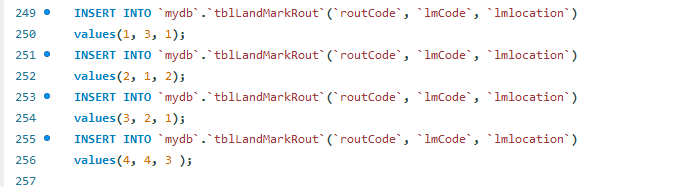 249 INSERT INTO `mydb`.`tblLandMarkRout`(`routCode`, `lmCode`, `lmlocation`)
250 values(1, 3, 1);
251 INSERT INTO `mydb`.`tblLandMarkRout`(`routCode`, `lmCode`, `lmlocation`)
252 values(2, 1, 2);
253 INSERT INTO `mydb`.`tblLandMarkRout`(`routCode`, `lmCode`, `lmlocation`)
254 values(3, 2, 1);
255 INSERT INTO `mydb`.`tblLandMarkRout`(`routCode`, `lmCode`, `lmlocation`)
256 values(4, 4, 3 );
257